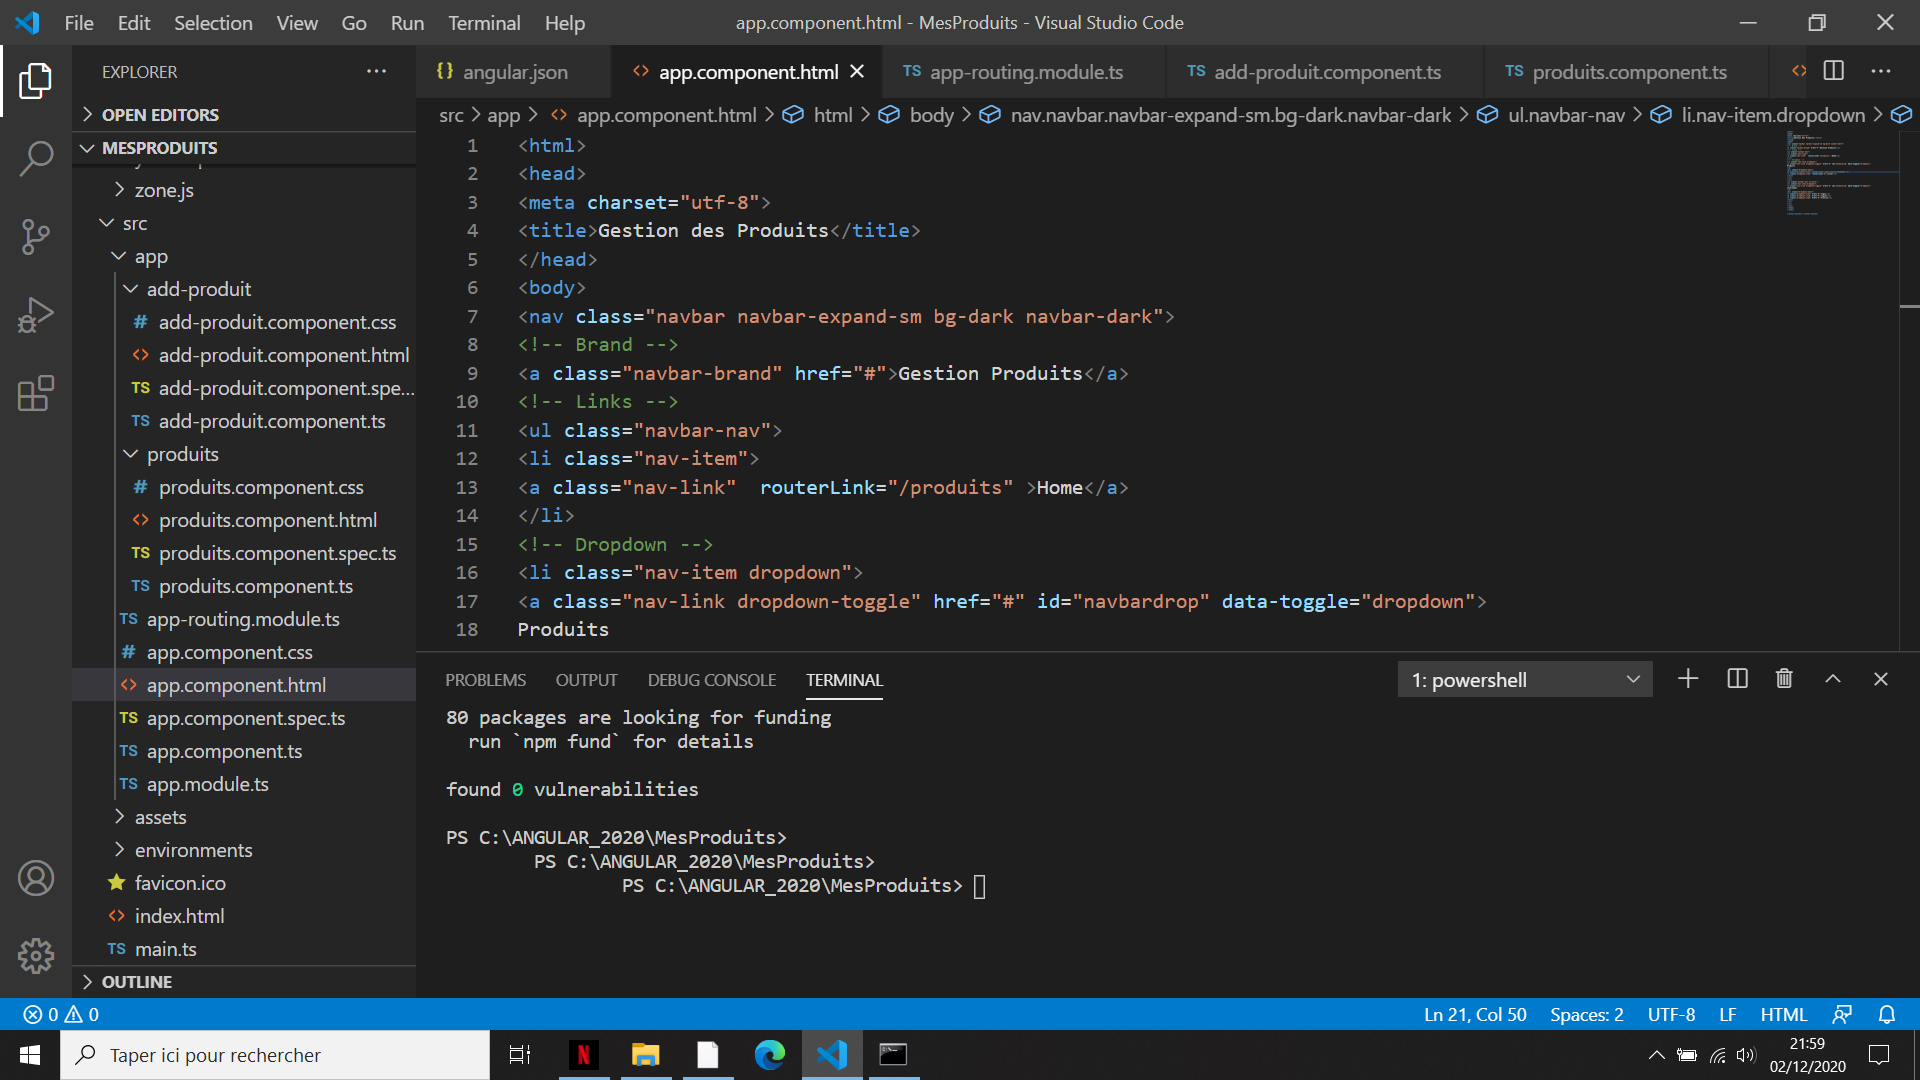 File Edit Selection View Go Run Terminal Help
app.component.html - MesProduits - Visual Studio Code
EXPLORER
OPEN EDITORS
MESPRODUITS
zone.js
src
app
add-produit
add-produit.component.css
add-produit.component.html
TS add-produit.component.spe...
TS add-produit.component.ts
produits
produits.component.css
produits.component.html
TS produits.component.spec.ts
TS produits.component.ts
TS app-routing.module.ts
app.component.css
app.component.html
TS app.component.spec.ts
TS app.component.ts
TS app.module.ts
assets
environments
favicon.ico
index.html
TS main.ts
OUTLINE
{} angular.json
<> app.component.html
TS app-routing.module.ts
TS add-produit.component.ts
TS produits.component.ts
src > app > <> app.component.html > html > body > nav.navbar.navbar-expand-sm.bg-dark.navbar-dark > ul.navbar-nav > li.nav-item.dropdown >
1 <html>
2 <head>
3 <meta charset="utf-8">
4 <title>Gestion des Produits</title>
5 </head>
6 <body>
7 <nav class="navbar navbar-expand-sm bg-dark navbar-dark">
8 <!-- Brand -->
9 <a class="navbar-brand" href="#">Gestion Produits</a>
10 <!-- Links -->
11 <ul class="navbar-nav">
12 <li class="nav-item">
13 <a class="nav-link"  routerLink="/produits" >Home</a>
14 </li>
15 <!-- Dropdown -->
16 <li class="nav-item dropdown">
17 <a class="nav-link dropdown-toggle" href="#" id="navbardrop" data-toggle="dropdown">
18 Produits
PROBLEMS OUTPUT DEBUG CONSOLE TERMINAL
1: powershell
80 packages are looking for funding
run `npm fund` for details
found 0 vulnerabilities
PS C:\ANGULAR_2020\MesProduits>
PS C:\ANGULAR_2020\MesProduits>
PS C:\ANGULAR_2020\MesProduits>
0 0
Ln 21, Col 50 Spaces: 2 UTF-8 LF HTML
Taper ici pour rechercher
N
21:59
02/12/2020